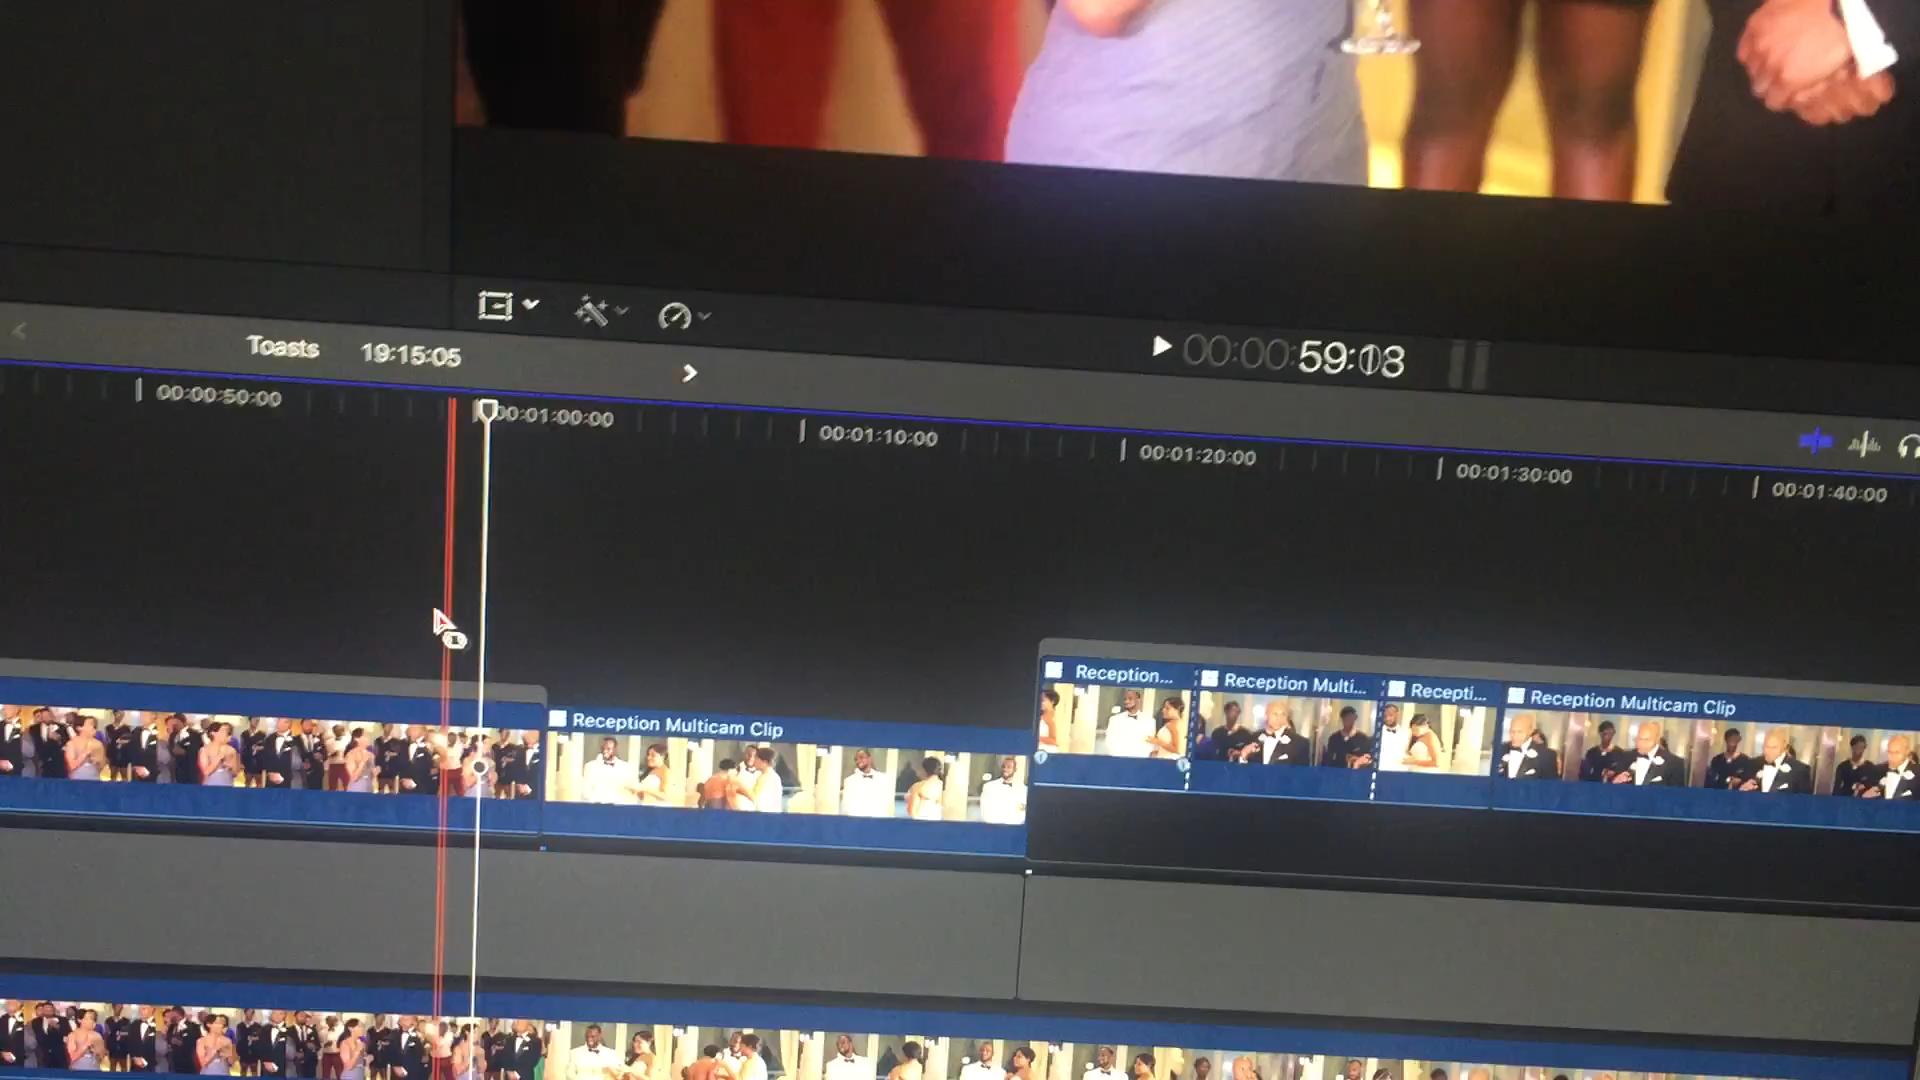 Toasts 19:15:05
00:00:59:08
00:00:50:00
00:01:00:00
00:01:10:00
00:01:20:00
00:01:30:00
00:01:40:00
Reception Multicam Clip
Reception...
Reception Multi...
Recepti...
Reception Multicam Clip